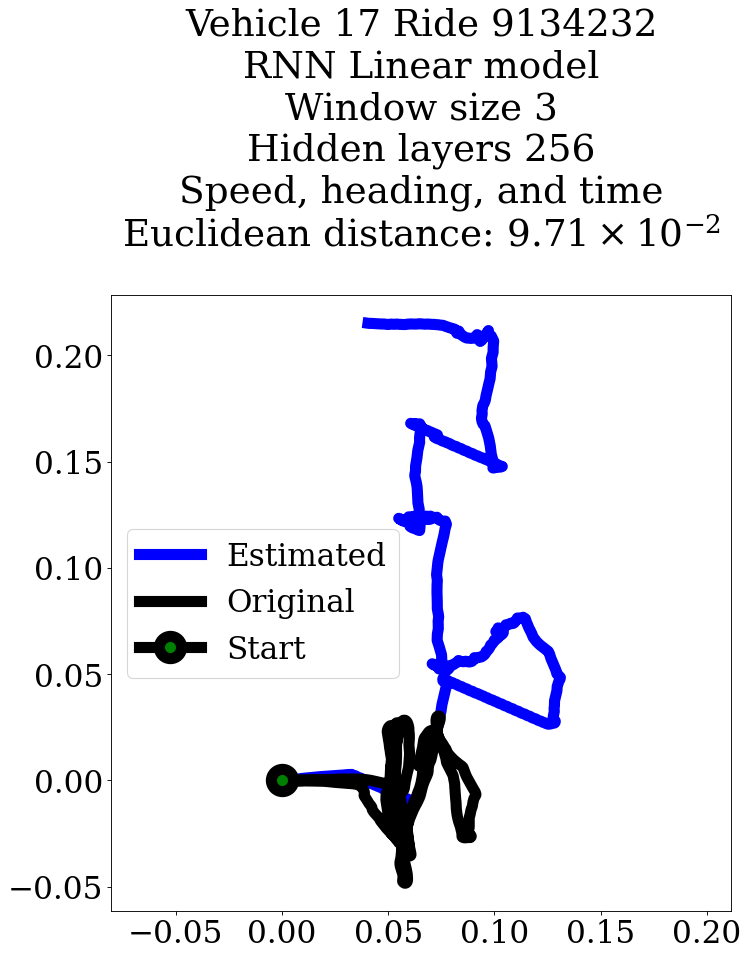 Vehicle 17 Ride 9134232
RNN Linear model
Window size 3
Hidden layers 256
Speed, heading, and time
Euclidean distance: 9.71 × 10⁻²
0.20
0.15
0.10
0.05
0.00
−0.05
Estimated
Original
Start
−0.05 0.00 0.05 0.10 0.15 0.20